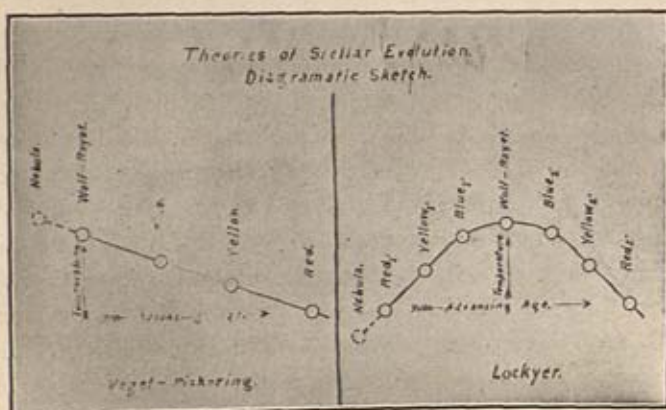 Theories of Stellar Evolution.
Diagramatic Sketch.
Nebula.
Wolf-Rayet.
Yellow
Red.
Temperature
Vogel-Pickering.
Nebula.
Red
Yellow
Blue
Wolf-Rayet.
Blue
Yellow
Red
Temperature
Advancing Age.
Lockyer.